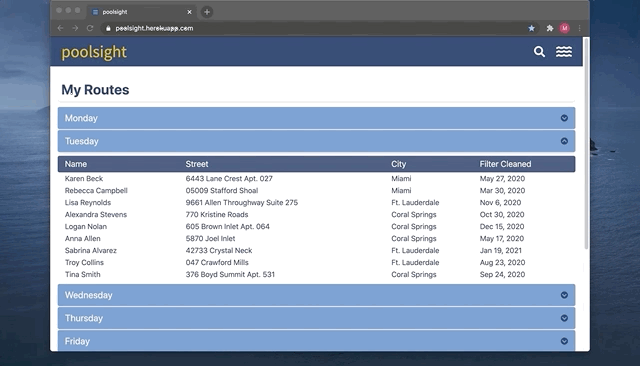 poolsight
poolsight.herokuapp.com
M
poolsight
My Routes
Monday
Tuesday
Name Street City Filter Cleaned
Karen Beck 6443 Lane Crest Apt. 027 Miami May 27, 2020
Rebecca Campbell 05009 Stafford Shoal Miami Mar 30, 2020
Lisa Reynolds 9661 Allen Throughway Suite 275 Ft. Lauderdale Nov 6, 2020
Alexandra Stevens 770 Kristine Roads Coral Springs Oct 30, 2020
Logan Nolan 605 Brown Inlet Apt. 064 Coral Springs Dec 15, 2020
Anna Allen 5870 Joel Inlet Coral Springs May 17, 2020
Sabrina Alvarez 42733 Crystal Neck Ft. Lauderdale Jan 19, 2021
Troy Collins 047 Crawford Mills Ft. Lauderdale Aug 23, 2020
Tina Smith 376 Boyd Summit Apt. 531 Coral Springs Sep 24, 2020
Wednesday
Thursday
Friday